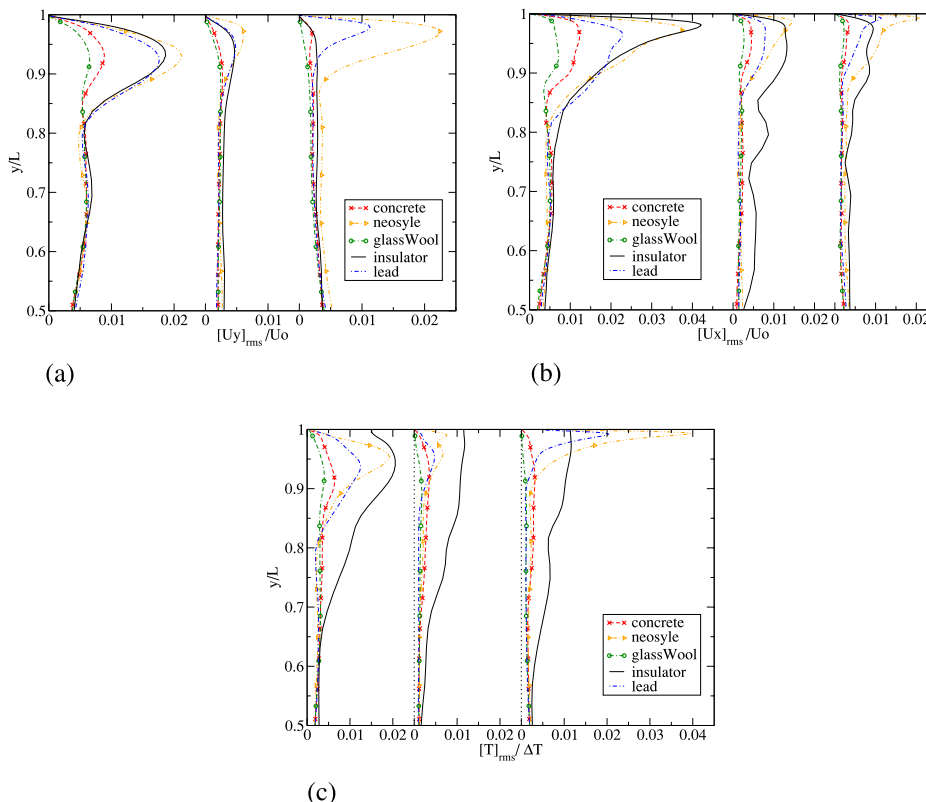 1
0.9
0.8
0.7
0.6
0.5
y/L
0 0.01 0.02 0 0.01 0 0.01 0.02
[Uy]rms/Uo
concrete
neosyle
glassWool
insulator
lead
(a)
1
0.9
0.8
0.7
0.6
0.5
y/L
0 0.01 0.02 0.03 0.04 0 0.01 0 0.01 0.02
[Ux]rms/Uo
concrete
neosyle
glassWool
insulator
lead
(b)
1
0.9
0.8
0.7
0.6
0.5
y/L
0 0.01 0.02 0 0.01 0.02 0 0.01 0.02 0.03 0.04
[T]rms/ ΔT
concrete
neosyle
glassWool
insulator
lead
(c)